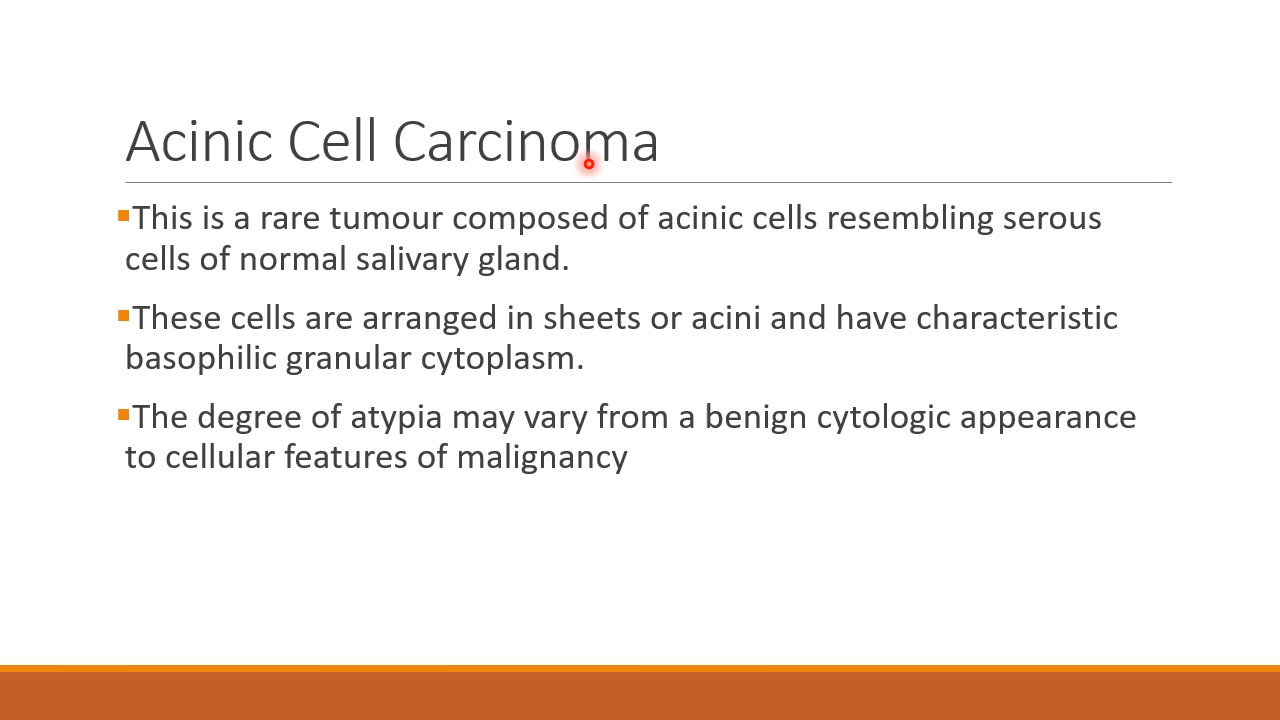 Acinic Cell Carcinoma
▪This is a rare tumour composed of acinic cells resembling serous
cells of normal salivary gland.
▪These cells are arranged in sheets or acini and have characteristic
basophilic granular cytoplasm.
▪The degree of atypia may vary from a benign cytologic appearance
to cellular features of malignancy